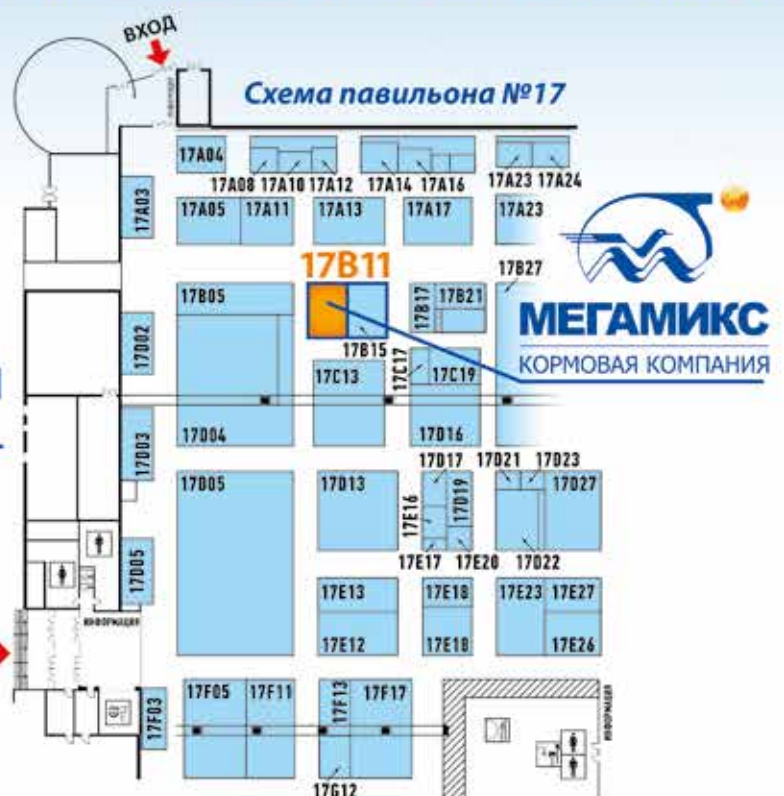 ВХОД
Схема павильона №17
17A04
17A08 17A10 17A12 17A14 17A16 17A23 17A24
17A03
17A05 17A11 17A13 17A17 17A23
17B11
17B27
17B05
17B17
17B21
МЕГАМИКС
17D02
17B15
КОРМОВАЯ КОМПАНИЯ
17C17
17C13
17C19
17D03
17D04
17D16
17D17 17D21 17D23
17D05 17D13
17E16
17D19
17D27
17D05
17E17 17E20 17D22
17E13 17E18 17E23 17E27
ИНФОРМАЦИЯ
17E12 17E18 17E26
17F03
17F05 17F11
17F13
17F17
ИНФОРМАЦИЯ
17G12